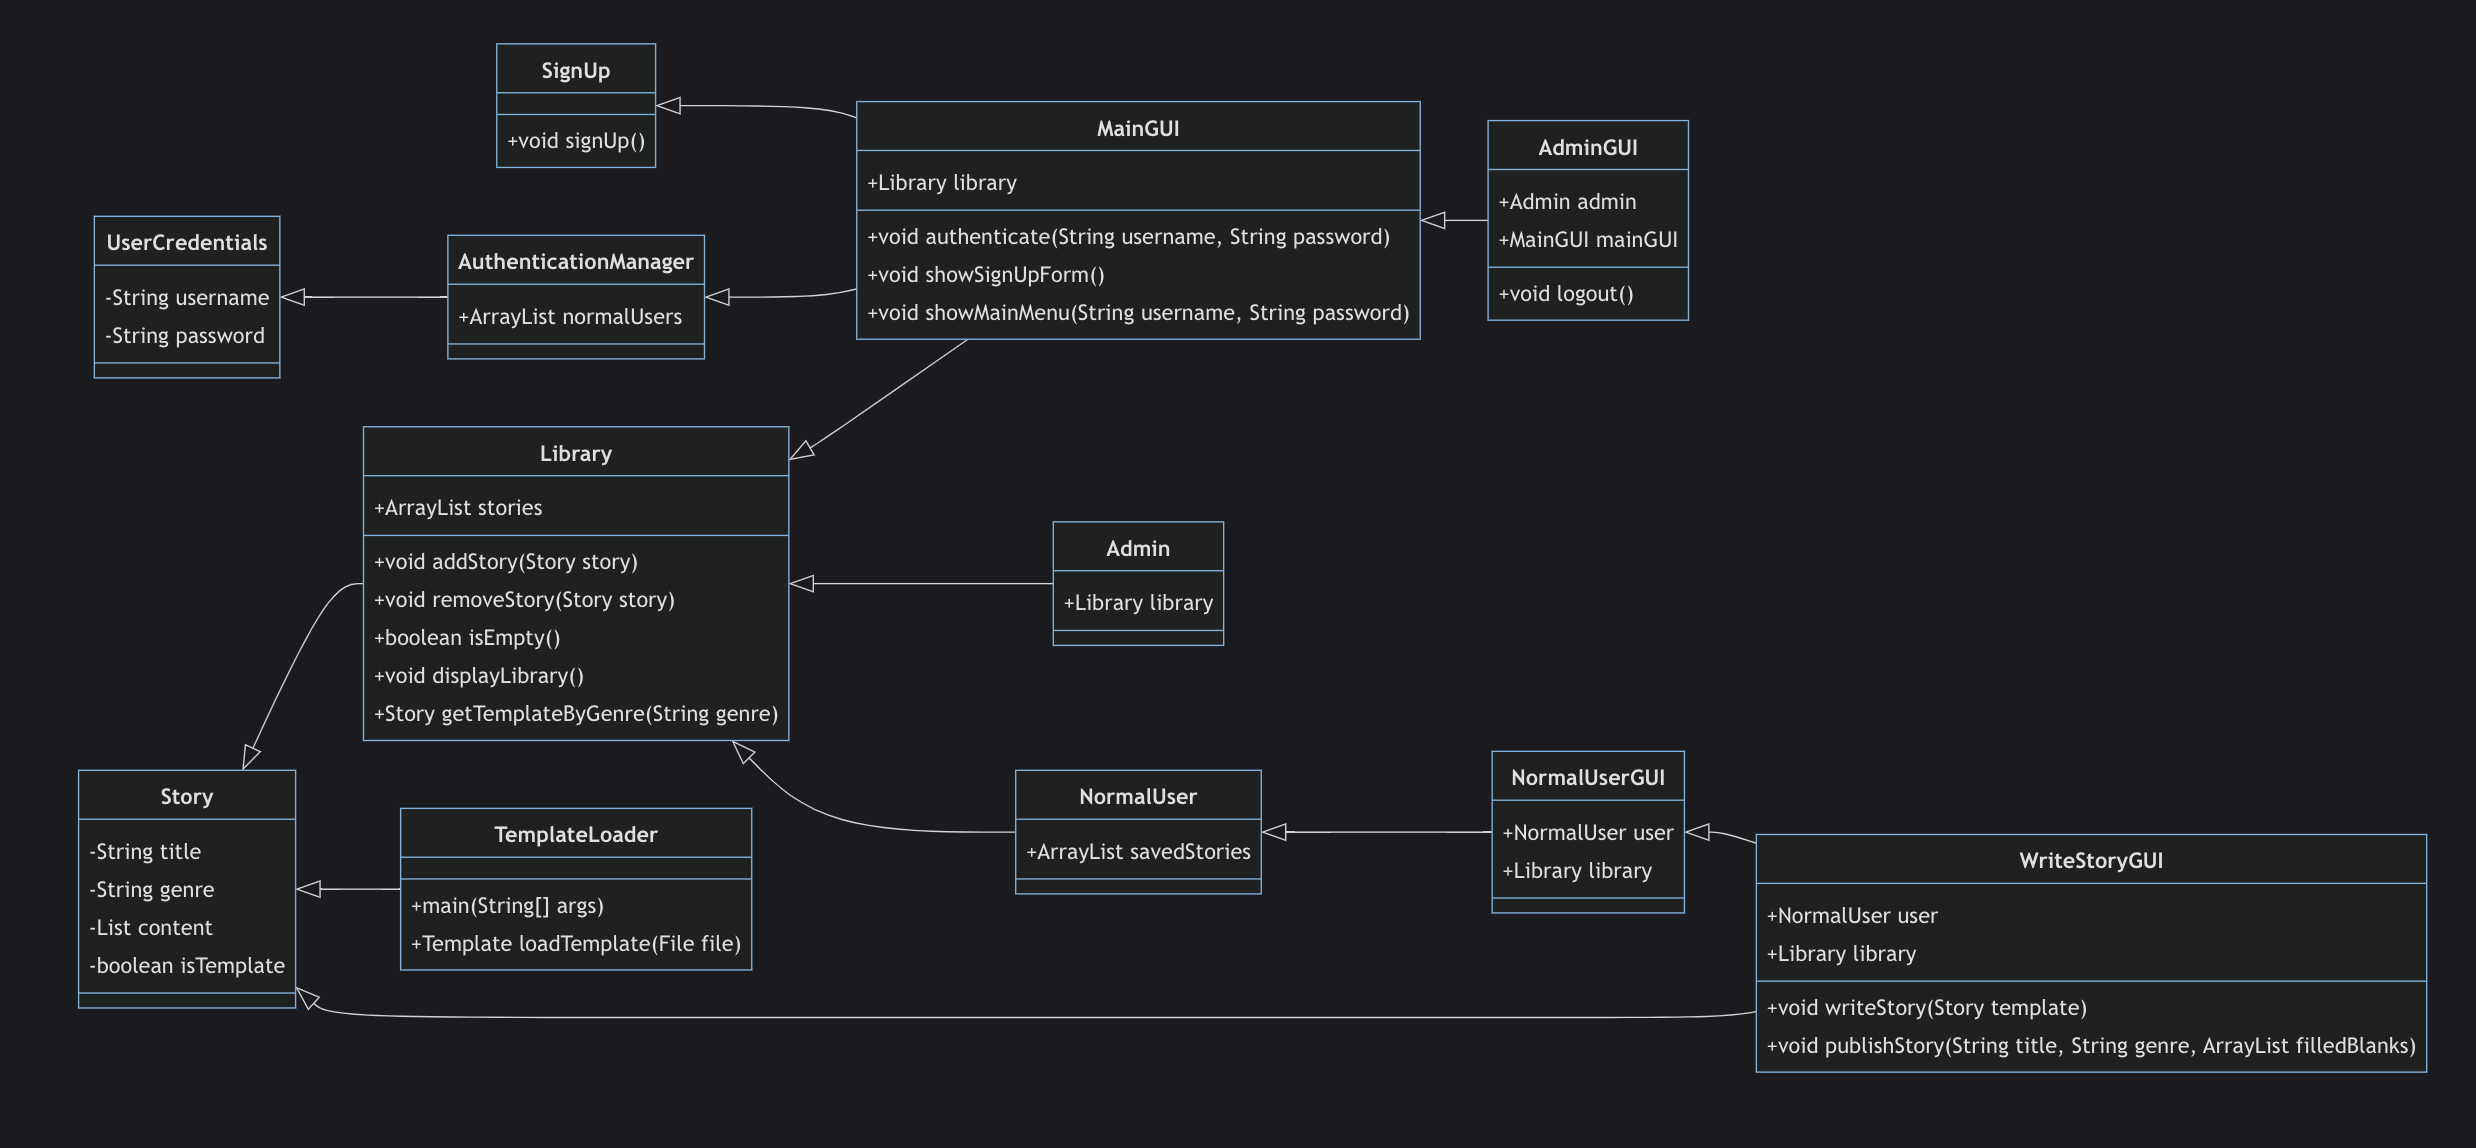 SignUp
+void signUp()
MainGUI
+Library library
+void authenticate(String username, String password)
+void showSignUpForm()
+void showMainMenu(String username, String password)
AdminGUI
+Admin admin
+MainGUI mainGUI
+void logout()
UserCredentials
-String username
-String password
AuthenticationManager
+ArrayList normalUsers
Library
+ArrayList stories
+void addStory(Story story)
+void removeStory(Story story)
+boolean isEmpty()
+void displayLibrary()
+Story getTemplateByGenre(String genre)
Admin
+Library library
Story
-String title
-String genre
-List content
-boolean isTemplate
TemplateLoader
+main(String[] args)
+Template loadTemplate(File file)
NormalUser
+ArrayList savedStories
NormalUserGUI
+NormalUser user
+Library library
WriteStoryGUI
+NormalUser user
+Library library
+void writeStory(Story template)
+void publishStory(String title, String genre, ArrayList filledBlanks)